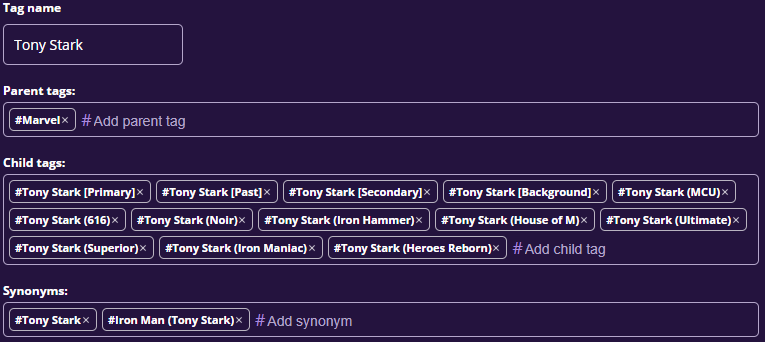 Tag name
Tony Stark
Parent tags:
#Marvel× # Add parent tag
Child tags:
#Tony Stark [Primary]× #Tony Stark [Past]× #Tony Stark [Secondary]× #Tony Stark [Background]× #Tony Stark (MCU)×
#Tony Stark (616)× #Tony Stark (Noir)× #Tony Stark (Iron Hammer)× #Tony Stark (House of M)× #Tony Stark (Ultimate)×
#Tony Stark (Superior)× #Tony Stark (Iron Maniac)× #Tony Stark (Heroes Reborn)× # Add child tag
Synonyms:
#Tony Stark× #Iron Man (Tony Stark)× # Add synonym